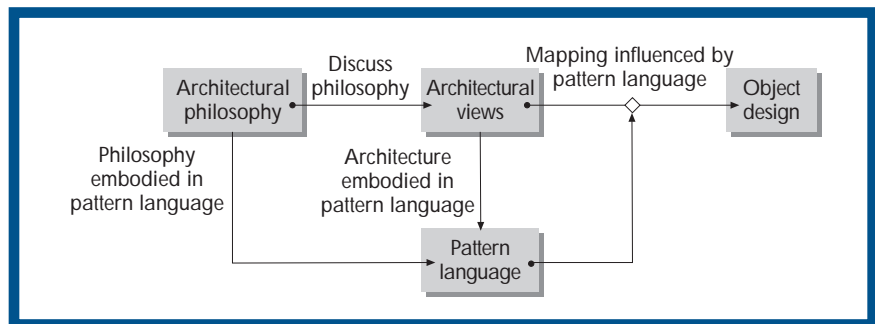 Architectural
philosophy
Discuss
philosophy
Architectural
views
Mapping influenced by
pattern language
Object
design
Philosophy
embodied in
pattern language
Architecture
embodied in
pattern language
Pattern
language